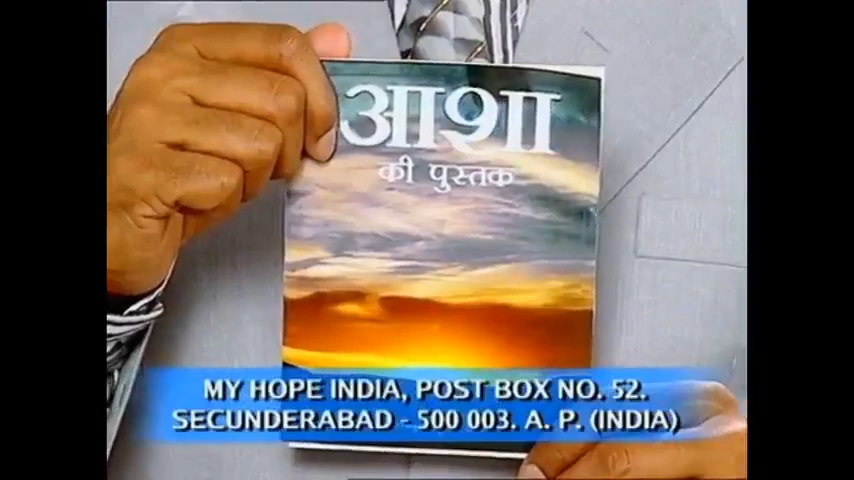 आशा
की पुस्तक
MY HOPE INDIA, POST BOX NO. 52.
SECUNDERABAD - 500 003. A. P. (INDIA)